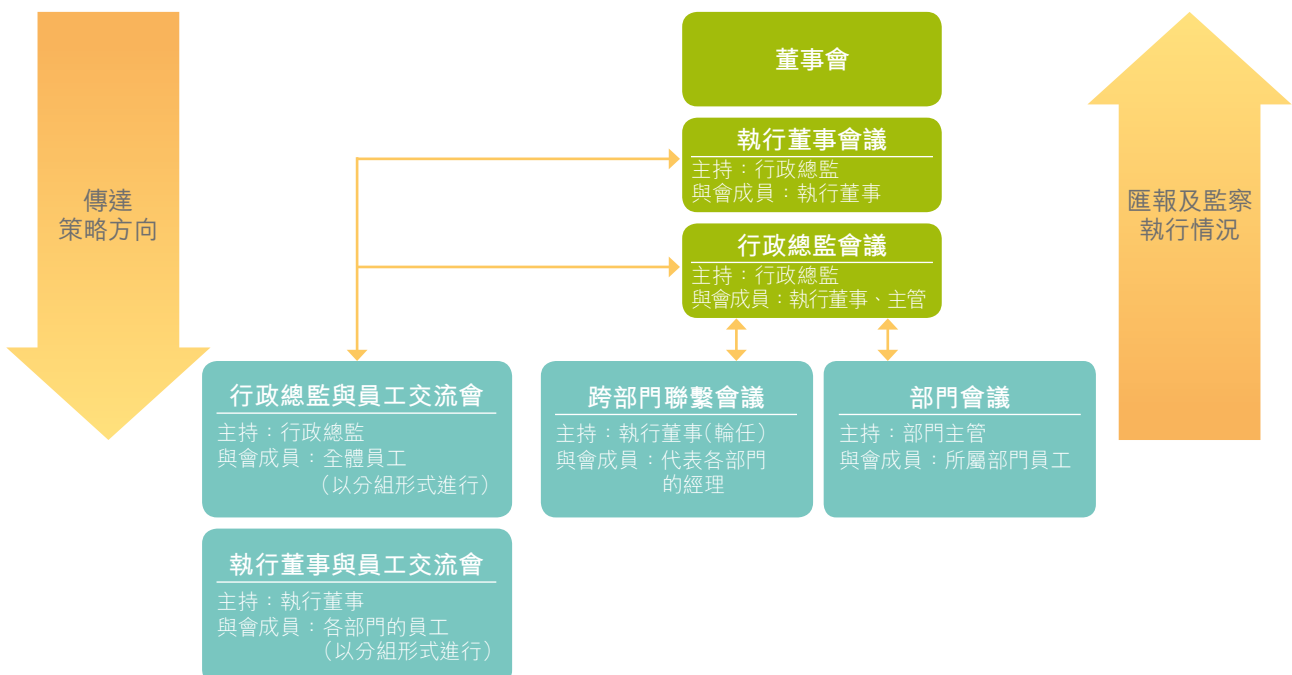 董事會
傳達
策略方向
執行董事會議
主持：行政總監
與會成員：執行董事
匯報及監察
執行情況
行政總監會議
主持：行政總監
與會成員：執行董事、主管
行政總監與員工交流會
主持：行政總監
與會成員：全體員工
（以分組形式進行）
跨部門聯繫會議
主持：執行董事（輪任）
與會成員：代表各部門
的經理
部門會議
主持：部門主管
與會成員：所屬部門員工
執行董事與員工交流會
主持：執行董事
與會成員：各部門的員工
（以分組形式進行）